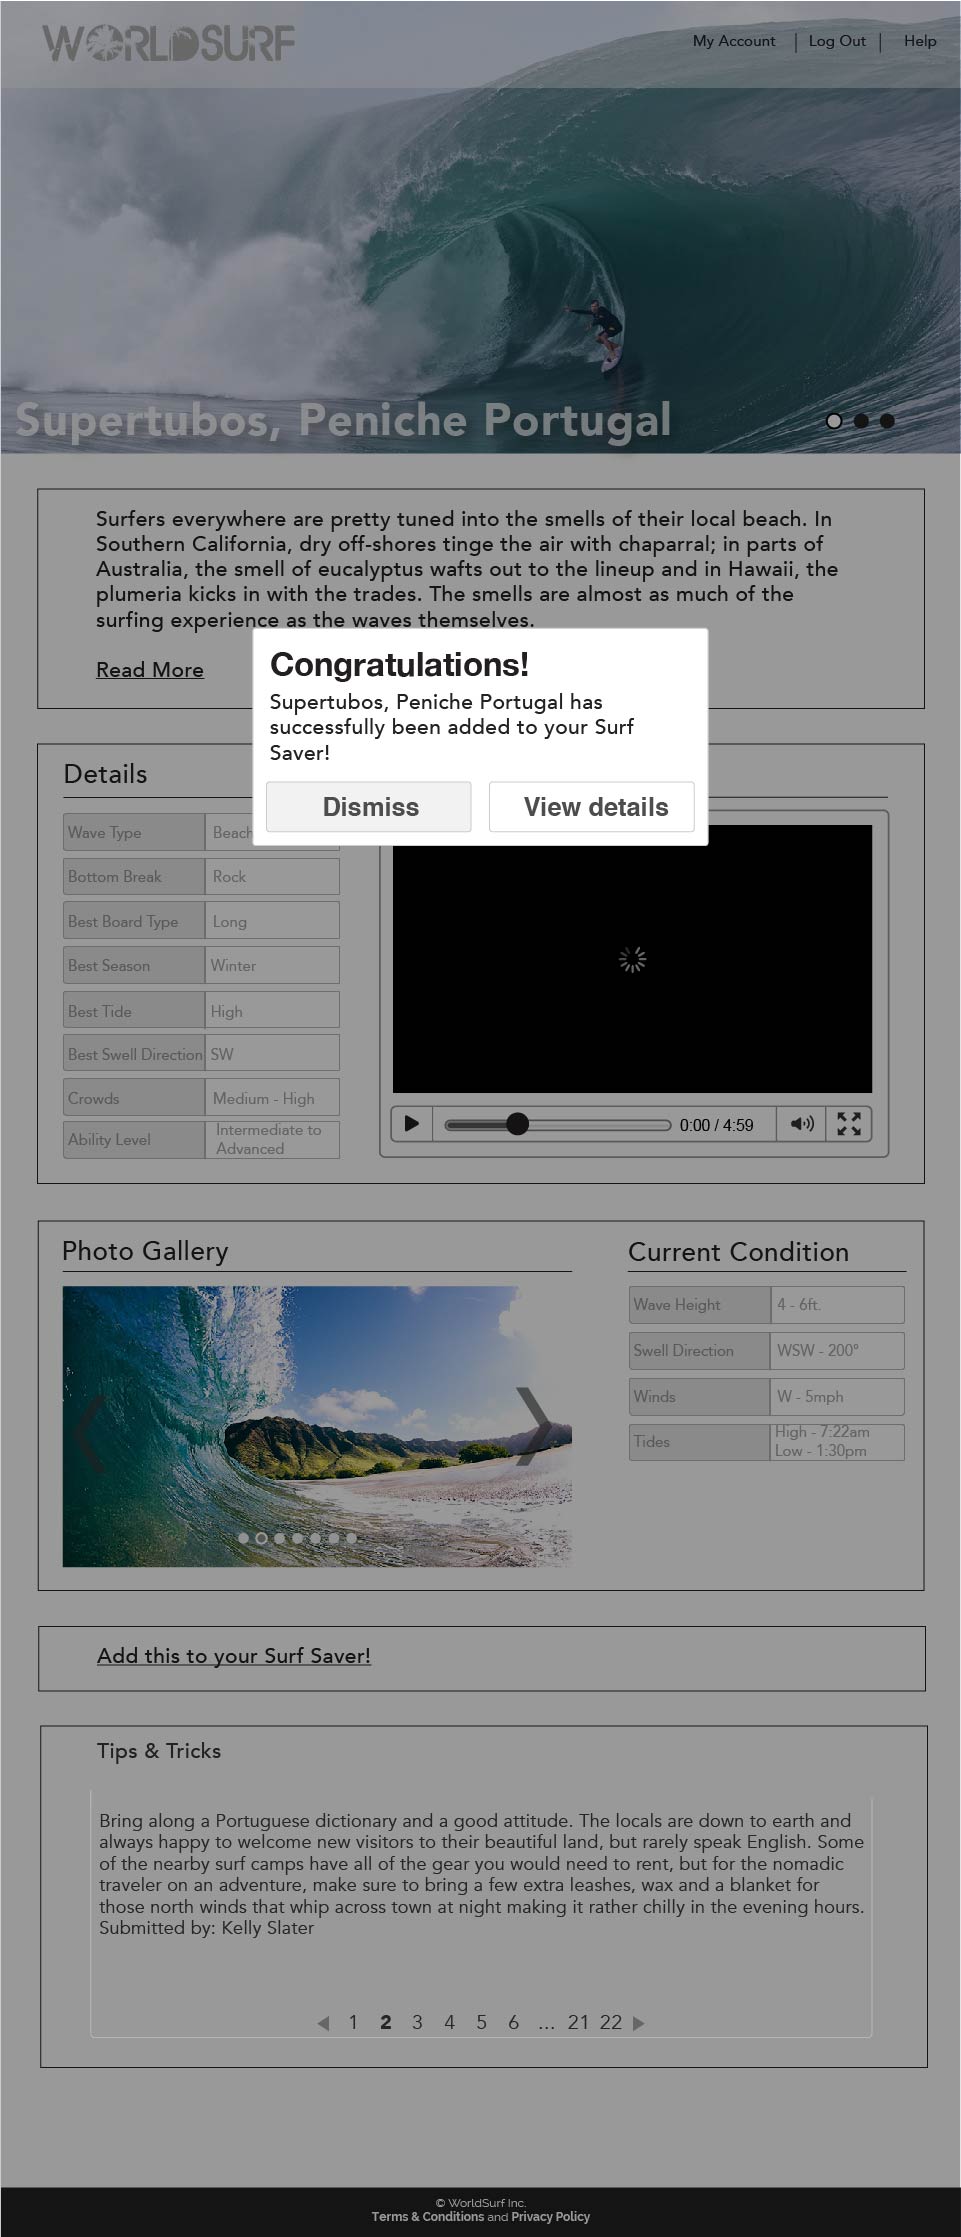 WORLDSURF
My Account | Log Out | Help
Supertubos, Peniche Portugal
Surfers everywhere are pretty tuned into the smells of their local beach. In
Southern California, dry off-shores tinge the air with chaparral; in parts of
Australia, the smell of eucalyptus wafts out to the lineup and in Hawaii, the
plumeria kicks in with the trades. The smells are almost as much of the
surfing experience as the waves themselves.
Read More
Congratulations!
Supertubos, Peniche Portugal has
successfully been added to your Surf
Saver!
Dismiss
View details
Details
Wave Type Beach
Bottom Break Rock
Best Board Type Long
Best Season Winter
Best Tide High
Best Swell Direction SW
Crowds Medium - High
Ability Level Intermediate to
Advanced
0:00 / 4:59
Photo Gallery
Current Condition
Wave Height 4 - 6ft.
Swell Direction WSW - 200°
Winds W - 5mph
Tides High - 7:22am
Low - 1:30pm
Add this to your Surf Saver!
Tips & Tricks
Bring along a Portuguese dictionary and a good attitude. The locals are down to earth and
always happy to welcome new visitors to their beautiful land, but rarely speak English. Some
of the nearby surf camps have all of the gear you would need to rent, but for the nomadic
traveler on an adventure, make sure to bring a few extra leashes, wax and a blanket for
those north winds that whip across town at night making it rather chilly in the evening hours.
Submitted by: Kelly Slater
1 2 3 4 5 6 ... 21 22
© WorldSurf Inc.
Terms & Conditions and Privacy Policy